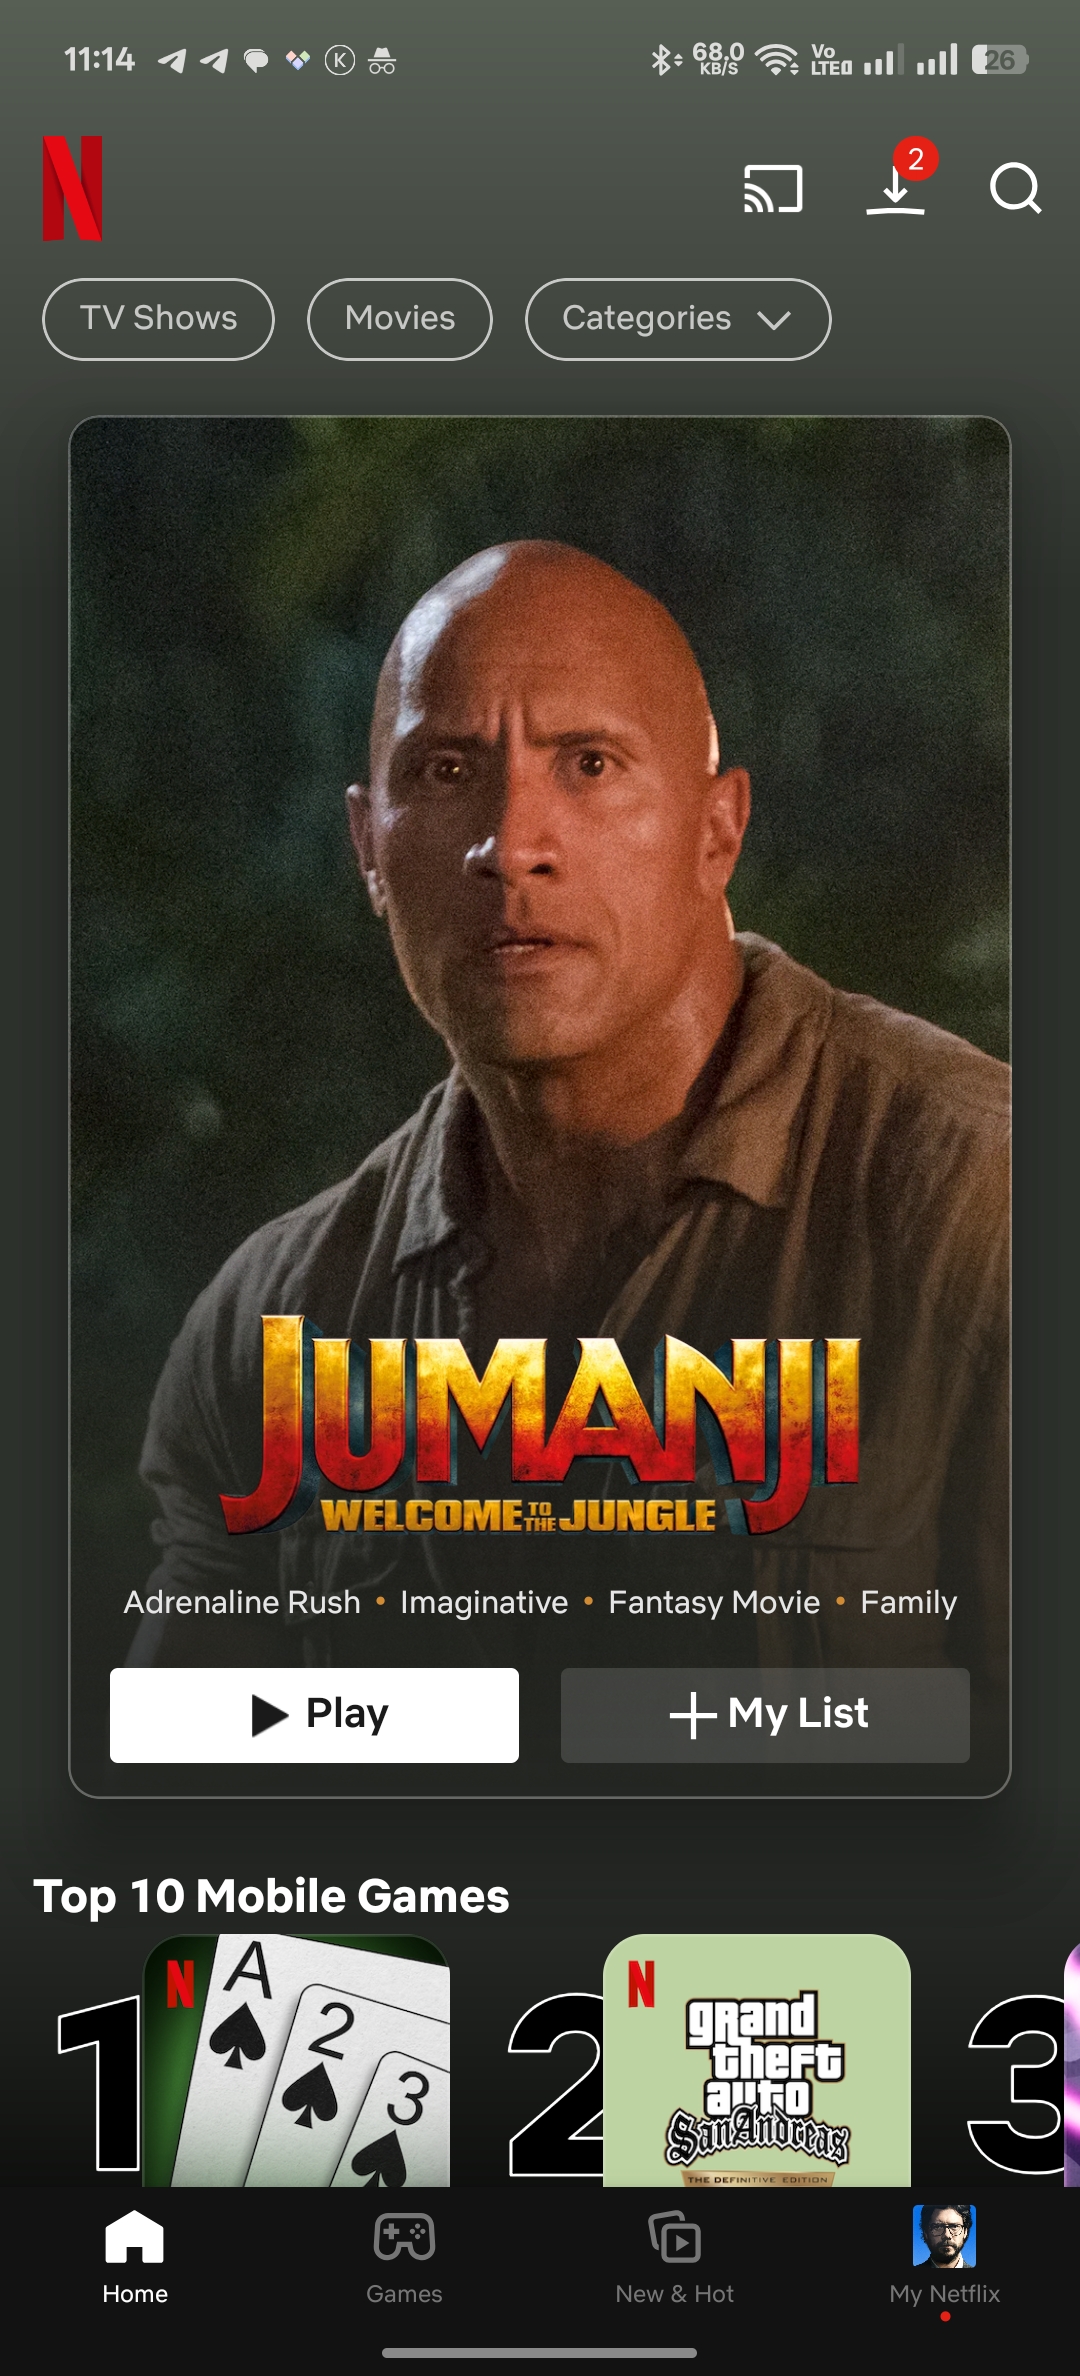 11:14 K 68.0 KB/S Vo LTE 26
N
2
TV Shows Movies Categories
JUMANJI
WELCOME TO THE JUNGLE
Adrenaline Rush • Imaginative • Fantasy Movie • Family
Play My List
Top 10 Mobile Games
1 N A 2 3 2 N grand theft auto San Andreas THE DEFINITIVE EDITION 3
Home Games New & Hot My Netflix